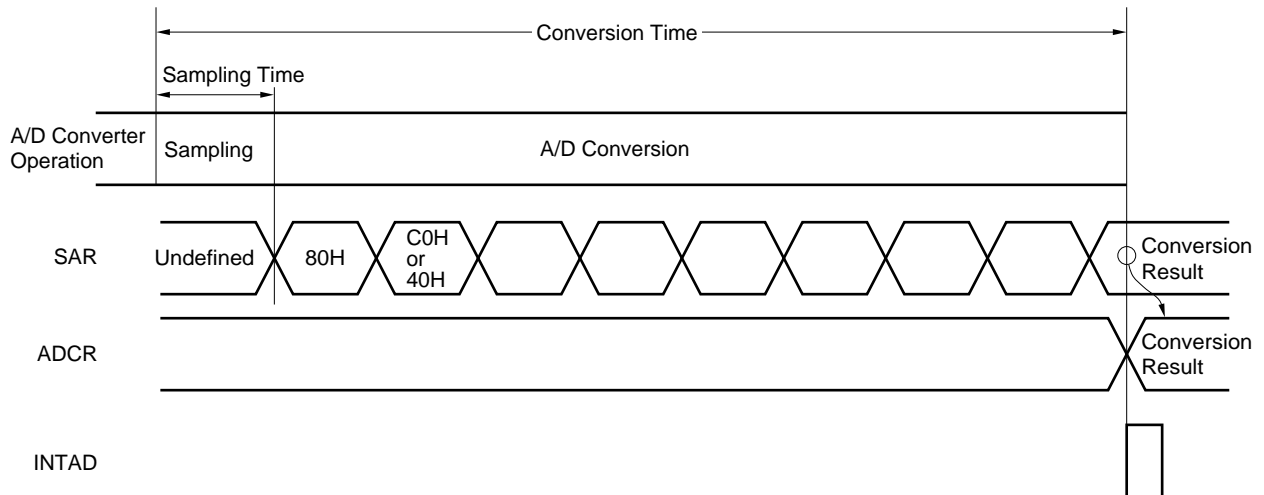 Conversion Time
Sampling Time
A/D Converter
Operation
Sampling
A/D Conversion
SAR
Undefined
80H
C0H
or
40H
Conversion
Result
ADCR
Conversion
Result
INTAD